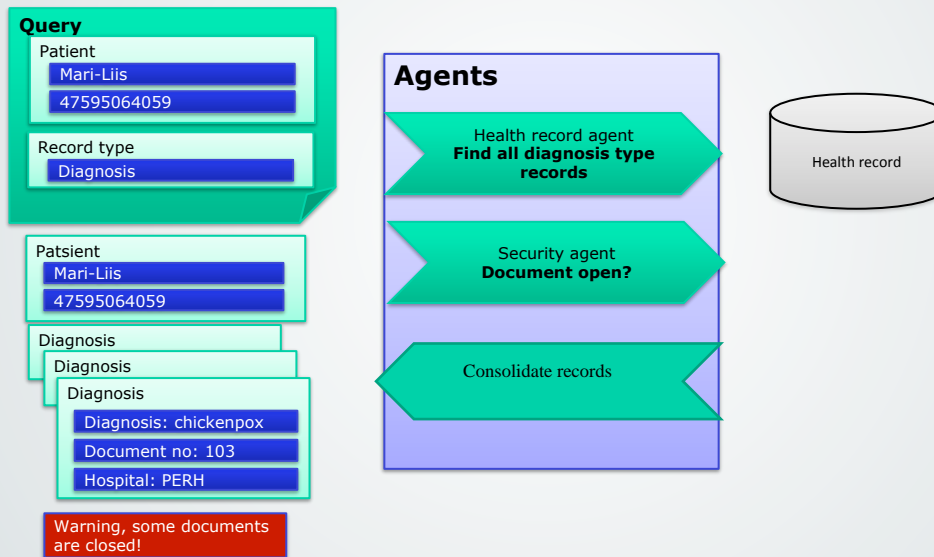 Query
Patient
Mari-Liis
47595064059
Record type
Diagnosis
Patsient
Mari-Liis
47595064059
Diagnosis
Diagnosis
Diagnosis
Diagnosis: chickenpox
Document no: 103
Hospital: PERH
Warning, some documents
are closed!
Agents
Health record agent
Find all diagnosis type
records
Security agent
Document open?
Consolidate records
Health record